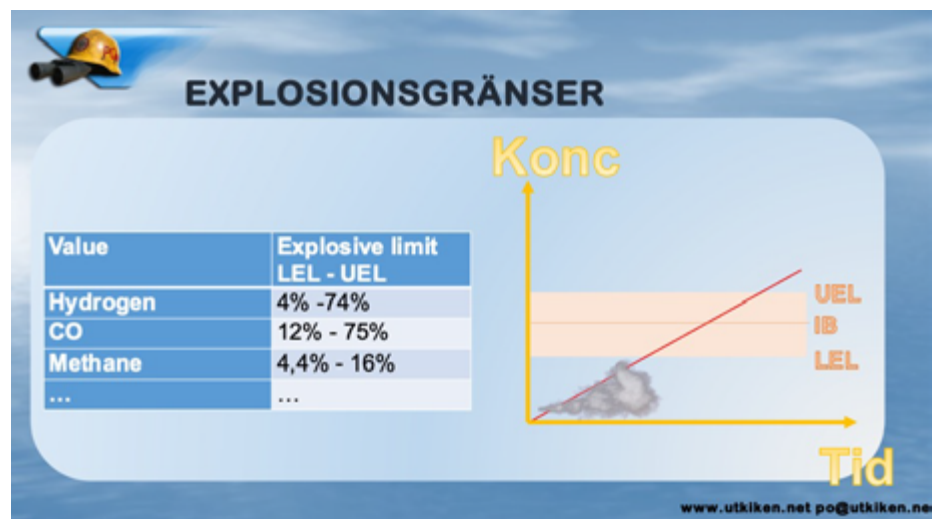 EXPLOSIONSGRÄNSER
Konc
Value
Explosive limit
LEL - UEL
Hydrogen
4% -74%
CO
12% - 75%
Methane
4,4% - 16%
...
...
UEL
IB
LEL
Tid
www.utkiken.net po@utkiken.ne